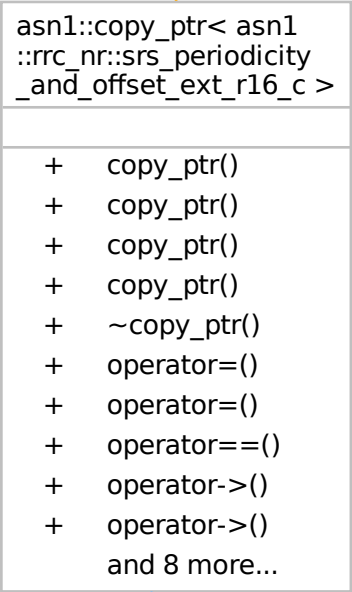 asn1::copy_ptr< asn1
::rrc_nr::srs_periodicity
_and_offset_ext_r16_c >
+ copy_ptr()
+ copy_ptr()
+ copy_ptr()
+ copy_ptr()
+ ~copy_ptr()
+ operator=()
+ operator=()
+ operator==()
+ operator->()
+ operator->()
and 8 more...